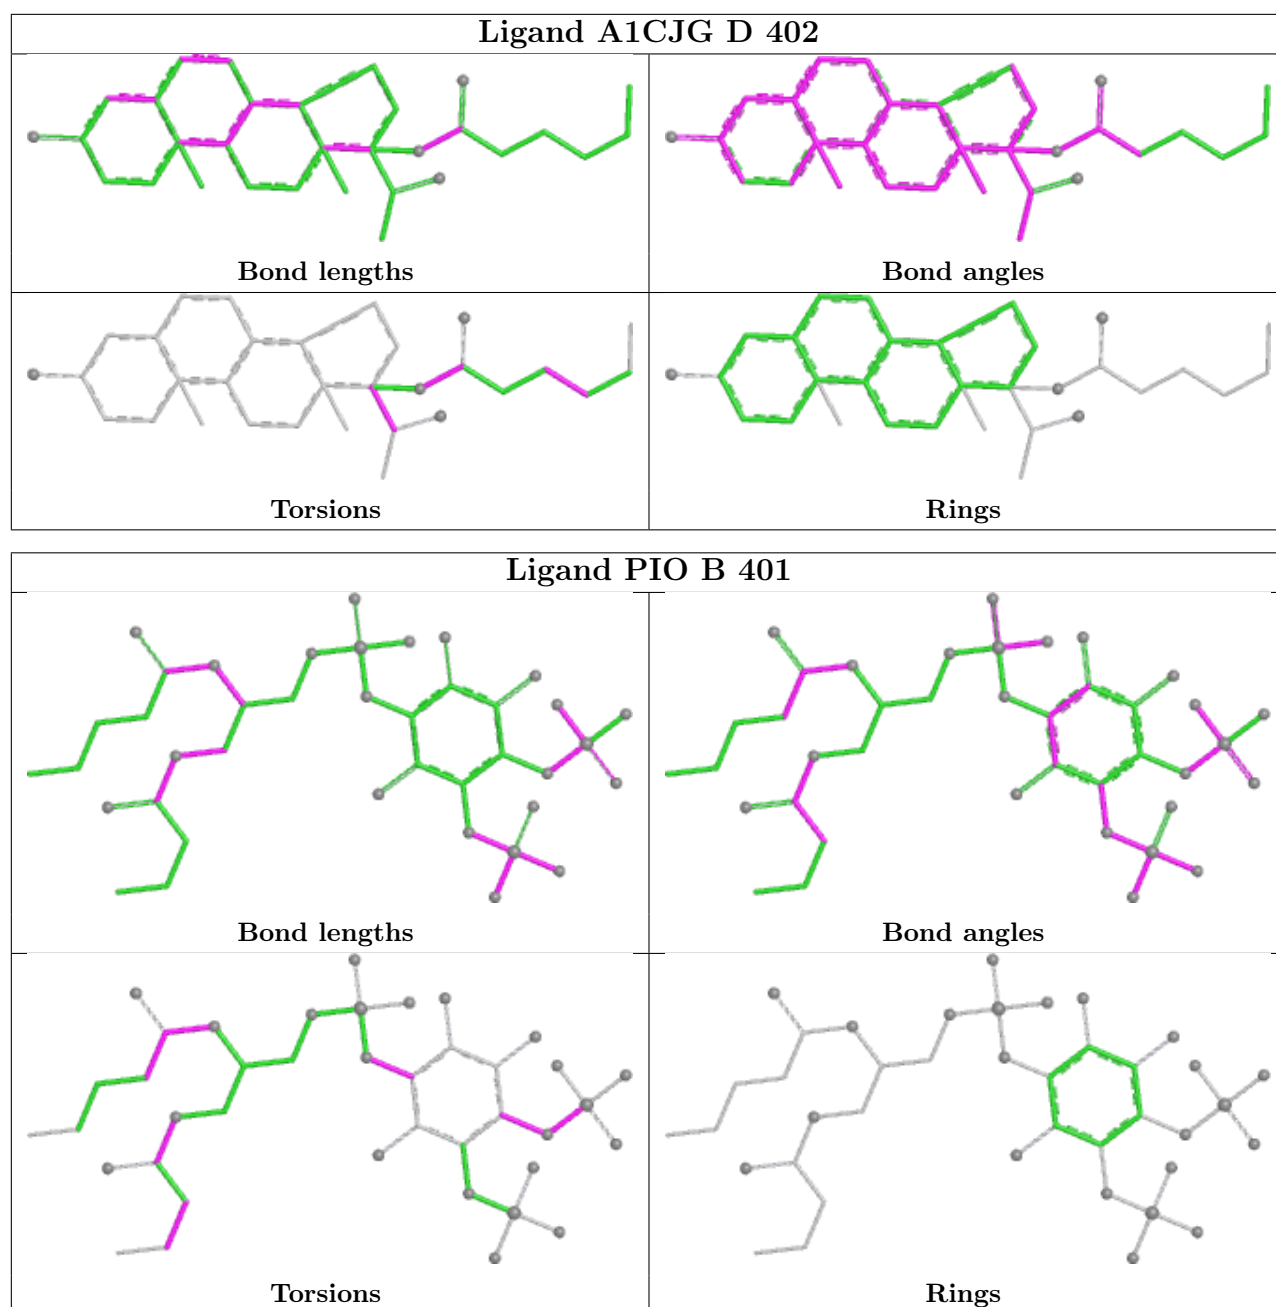 Ligand A1CJG D 402
Bond lengths
Bond angles
Torsions
Rings
Ligand PIO B 401
Bond lengths
Bond angles
Torsions
Rings